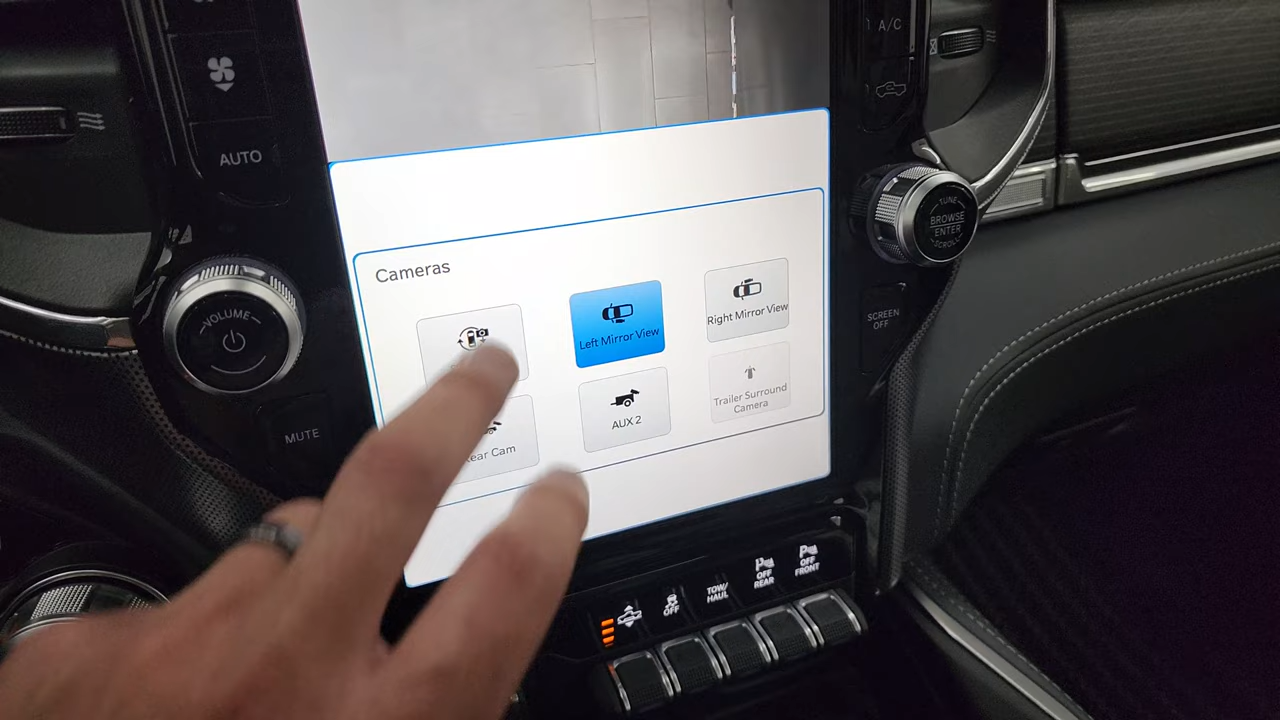 A/C
AUTO
TUNE
BROWSE
ENTER
SCROLL
Cameras
VOLUME
Left Mirror View
Right Mirror View
SCREEN
OFF
Trailer Surround
Camera
AUX 2
MUTE
Cam
OFF
TOW/
HAUL
OFF
REAR
OFF
FRONT